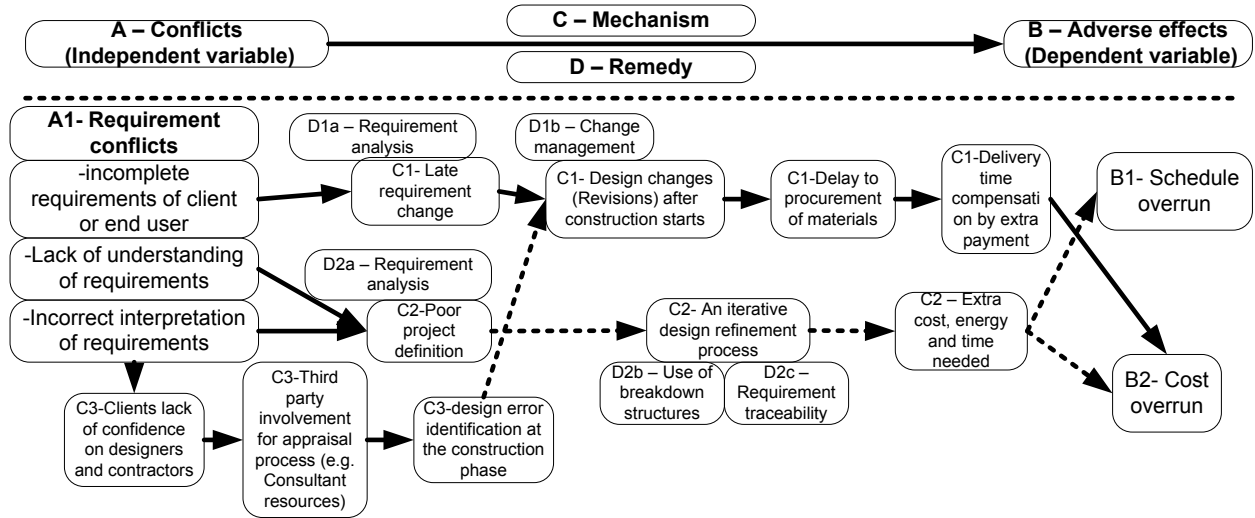 A – Conflicts
(Independent variable)
C – Mechanism
D – Remedy
B – Adverse effects
(Dependent variable)
A1- Requirement
conflicts
-incomplete
requirements of client
or end user
-Lack of understanding
of requirements
-Incorrect interpretation
of requirements
D1a – Requirement
analysis
C1- Late
requirement
change
D1b – Change
management
C1- Design changes
(Revisions) after
construction starts
C1-Delay to
procurement of
materials
C1-Delivery
time
compensati
on by extra
payment
B1- Schedule
overrun
D2a – Requirement
analysis
C2-Poor
project
definition
C2- An iterative
design refinement
process
D2b – Use of
breakdown
structures
D2c –
Requirement
traceability
C2 – Extra
cost, energy
and time
needed
B2- Cost
overrun
C3-Clients lack
of confidence
on designers
and contractors
C3-Third
party
involvement
for appraisal
process (e.g.
Consultant
resources)
C3-design error
identification at
the construction
phase